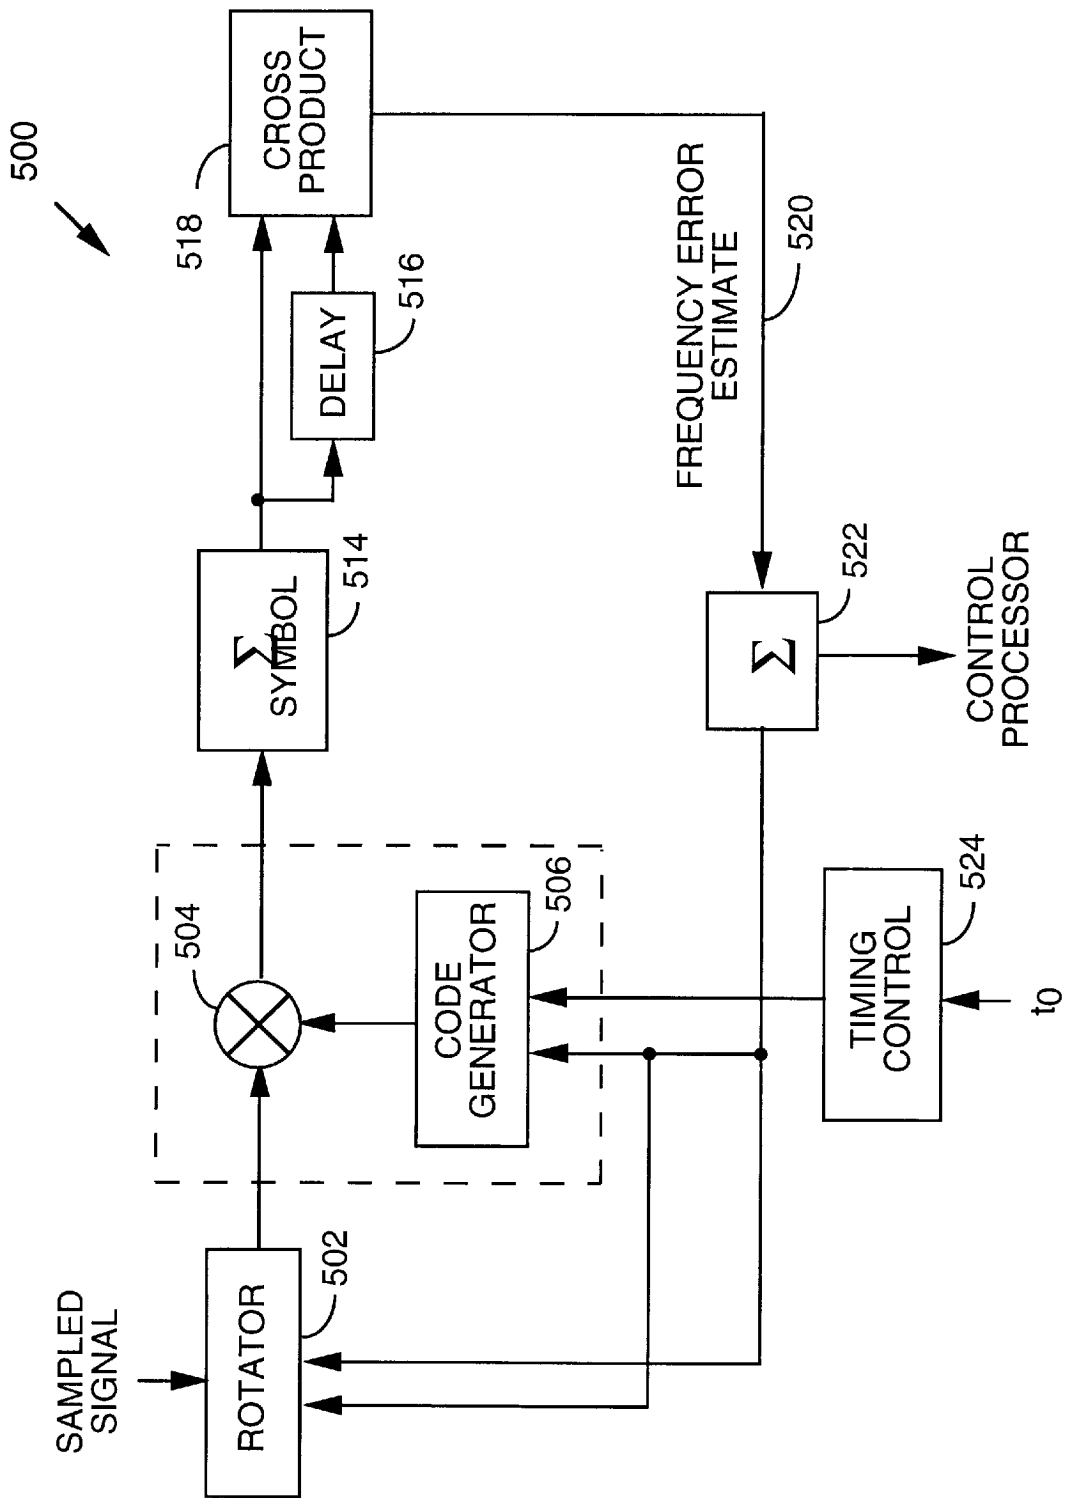 500
SAMPLED
SIGNAL
ROTATOR
502
504
CODE
GENERATOR
506
Σ
SYMBOL
514
DELAY
516
CROSS
PRODUCT
518
FREQUENCY ERROR
ESTIMATE
520
Σ
522
CONTROL
PROCESSOR
TIMING
CONTROL
524
t0